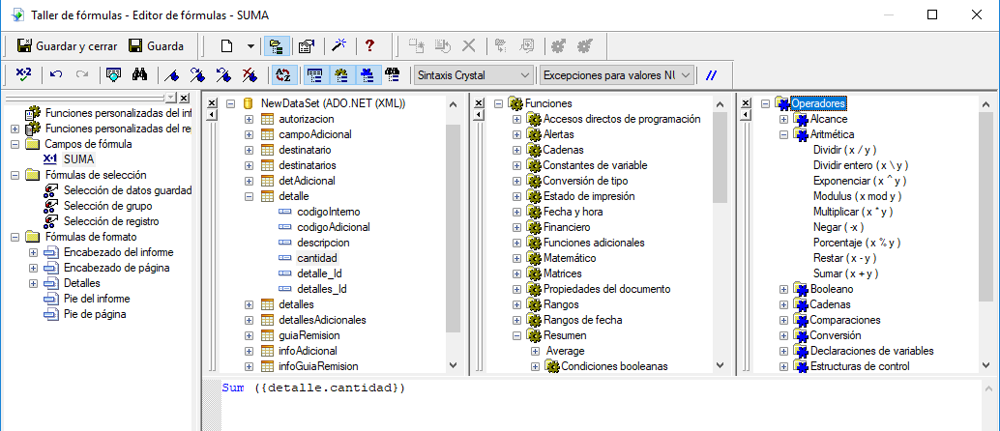 Taller de fórmulas - Editor de fórmulas - SUMA
Guardar y cerrar
Guarda
Sintaxis Crystal
Excepciones para valores NU
Funciones personalizadas del inf
Funciones personalizadas del re
Campos de fórmula
SUMA
Fórmulas de selección
Selección de datos guardad
Selección de grupo
Selección de registro
Fórmulas de formato
Encabezado del informe
Encabezado de página
Detalles
Pie del informe
Pie de página
NewDataSet (ADO.NET (XML))
autorizacion
campoAdicional
destinatario
destinatarios
detAdicional
detalle
codigoInterno
codigoAdicional
descripcion
cantidad
detalle_Id
detalles_Id
detalles
detallesAdicionales
guiaRemision
infoAdicional
infoGuiaRemision
Funciones
Accesos directos de programación
Alertas
Cadenas
Constantes de variable
Conversión de tipo
Estado de impresión
Fecha y hora
Financiero
Funciones adicionales
Matemático
Matrices
Propiedades del documento
Rangos
Rangos de fecha
Resumen
Average
Condiciones booleanas
Operadores
Alcance
Aritmética
Dividir ( x / y )
Dividir entero ( x \ y )
Exponenciar ( x ^ y )
Modulus ( x mod y )
Multiplicar ( x * y )
Negar ( -x )
Porcentaje ( x % y )
Restar ( x - y )
Sumar ( x + y )
Booleano
Cadenas
Comparaciones
Conversión
Declaraciones de variables
Estructuras de control
Sum ({detalle.cantidad})